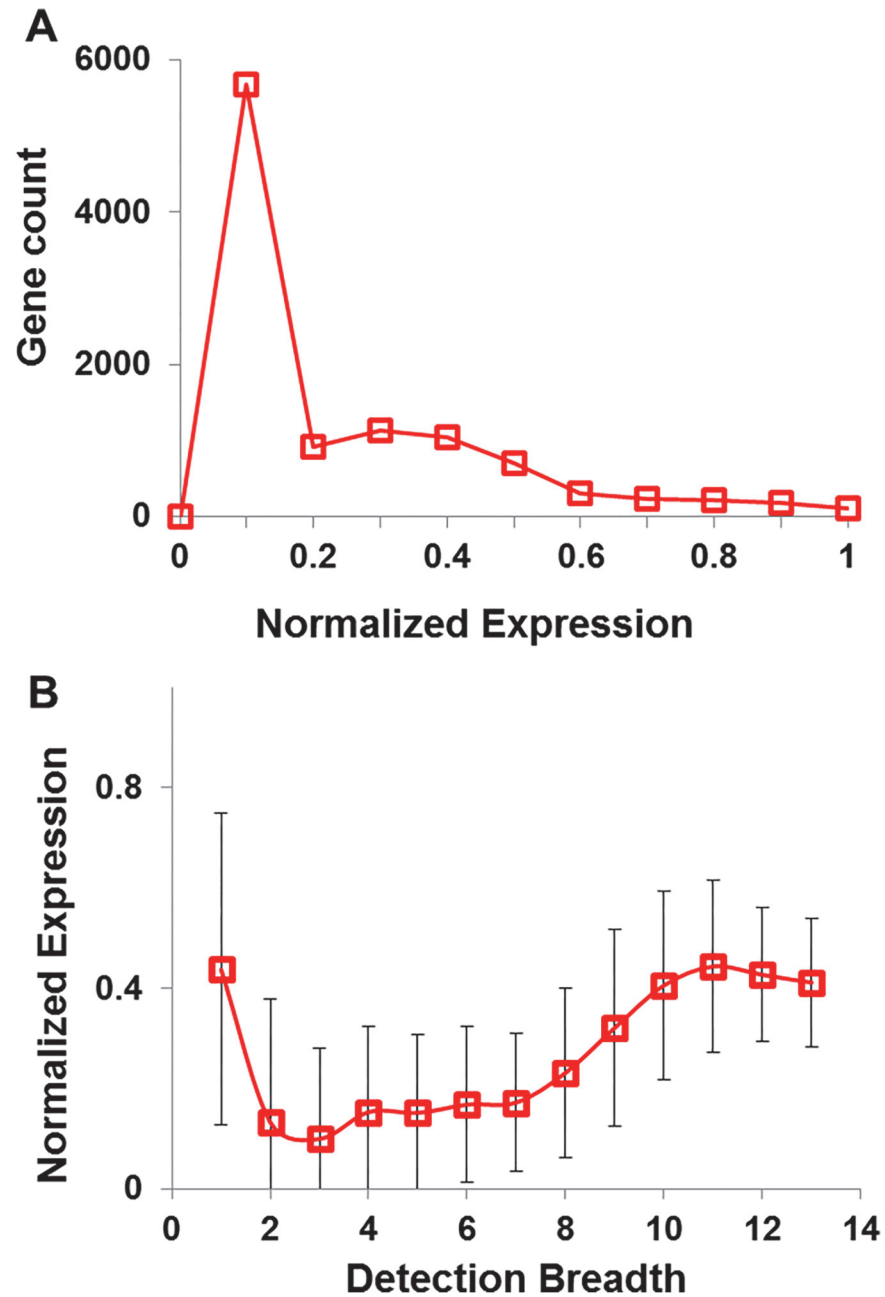 A
6000
4000
2000
0
Gene count
0 0.2 0.4 0.6 0.8 1
Normalized Expression
B
0.8
0.4
0
Normalized Expression
0 2 4 6 8 10 12 14
Detection Breadth